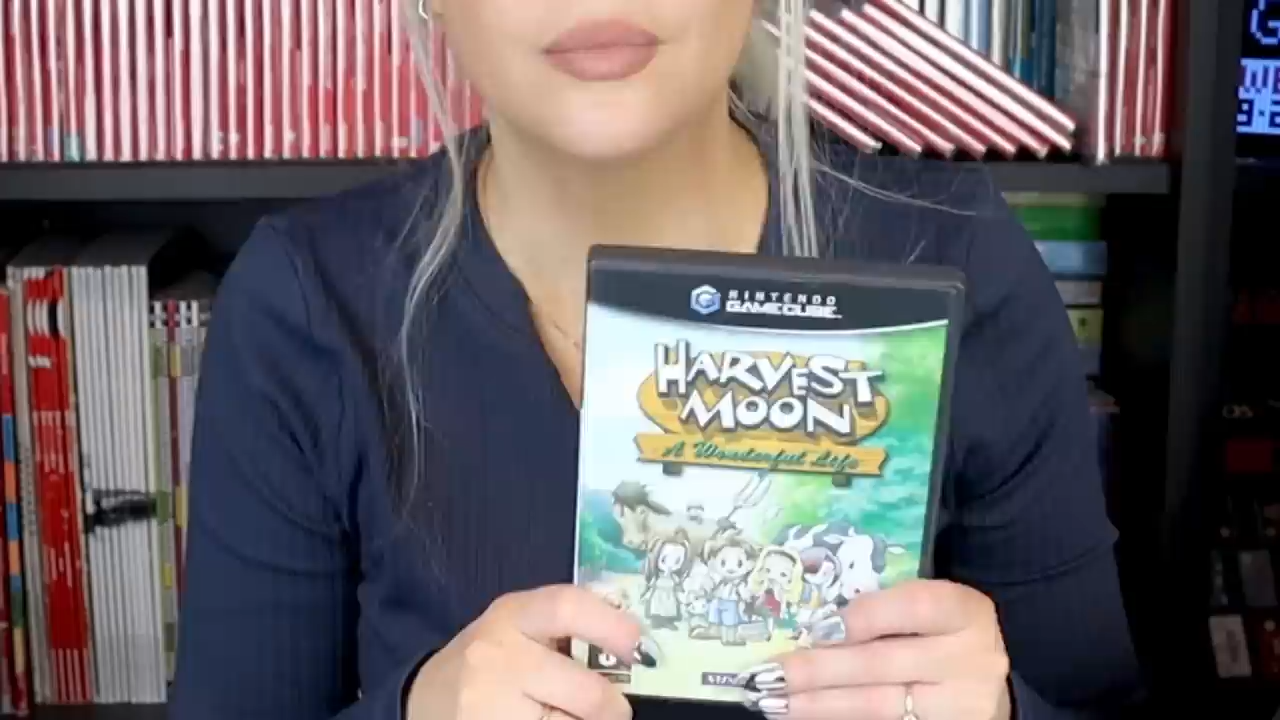 NINTENDO
GAMECUBE
HARVEST
MOON
A Wonderful Life